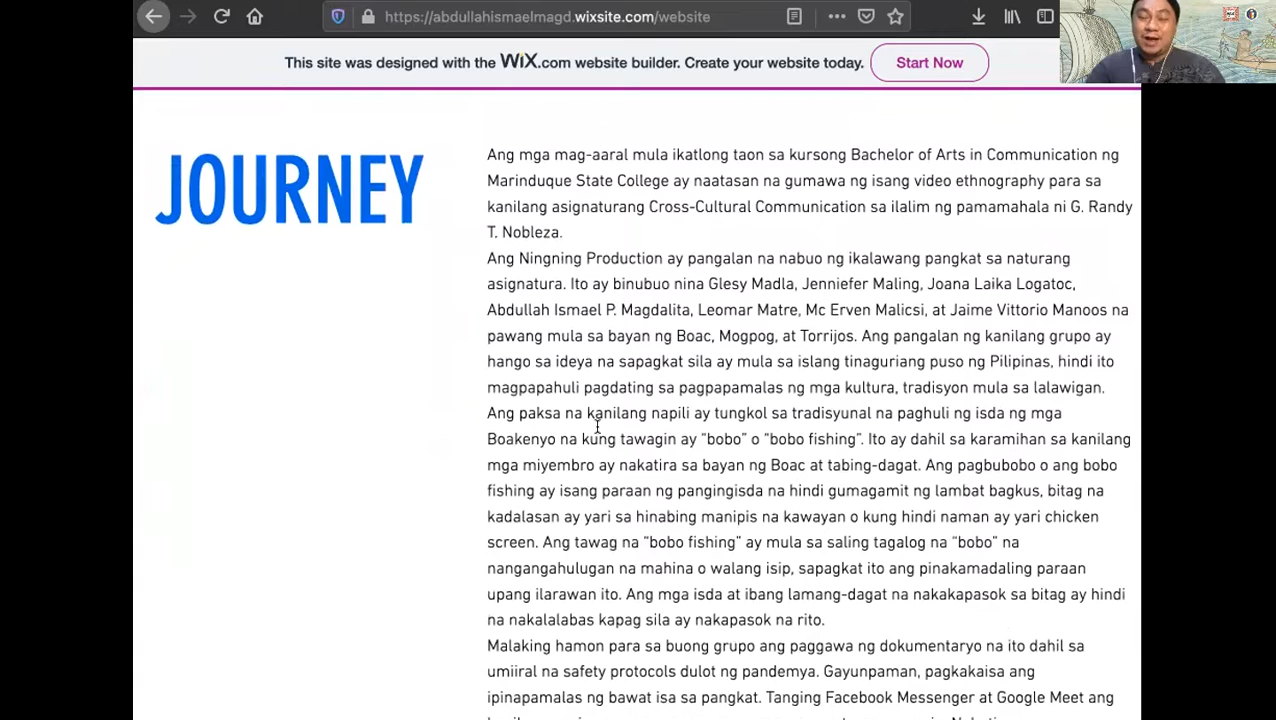 https://abdullahismaelmagd.wixsite.com/website
This site was designed with the WiX.com website builder. Create your website today.
Start Now
JOURNEY
Ang mga mag-aaral mula ikatlong taon sa kursong Bachelor of Arts in Communication ng
Marinduque State College ay naatasan na gumawa ng isang video ethnography para sa
kanilang asignaturang Cross-Cultural Communication sa ilalim ng pamamahala ni G. Randy
T. Nobleza.
Ang Ningning Production ay pangalan na nabuo ng ikalawang pangkat sa naturang
asignatura. Ito ay binubuo nina Glesy Madla, Jenniefer Maling, Joana Laika Logatoc,
Abdullah Ismael P. Magdalita, Leomar Matre, Mc Erven Malicsi, at Jaime Vittorio Manoos na
pawang mula sa bayan ng Boac, Mogpog, at Torrijos. Ang pangalan ng kanilang grupo ay
hango sa ideya na sapagkat sila ay mula sa islang tinaguriang puso ng Pilipinas, hindi ito
magpapahuli pagdating sa pagpapamalas ng mga kultura, tradisyon mula sa lalawigan.
Ang paksa na kanilang napili ay tungkol sa tradisyunal na paghuli ng isda ng mga
Boakenyo na kung tawagin ay “bobo” o “bobo fishing”. Ito ay dahil sa karamihan sa kanilang
mga miyembro ay nakatira sa bayan ng Boac at tabing-dagat. Ang pagbubobo o ang bobo
fishing ay isang paraan ng pangingisda na hindi gumagamit ng lambat bagkus, bitag na
kadalasan ay yari sa hinabing manipis na kawayan o kung hindi naman ay yari chicken
screen. Ang tawag na “bobo fishing” ay mula sa saling tagalog na “bobo” na
nangangahulugan na mahina o walang isip, sapagkat ito ang pinakamadaling paraan
upang ilarawan ito. Ang mga isda at ibang lamang-dagat na nakakapasok sa bitag ay hindi
na nakalalabas kapag sila ay nakapasok na rito.
Malaking hamon para sa buong grupo ang paggawa ng dokumentaryo na ito dahil sa
umiiral na safety protocols dulot ng pandemya. Gayunpaman, pagkakaisa ang
ipinapamalas ng bawat isa sa pangkat. Tanging Facebook Messenger at Google Meet ang